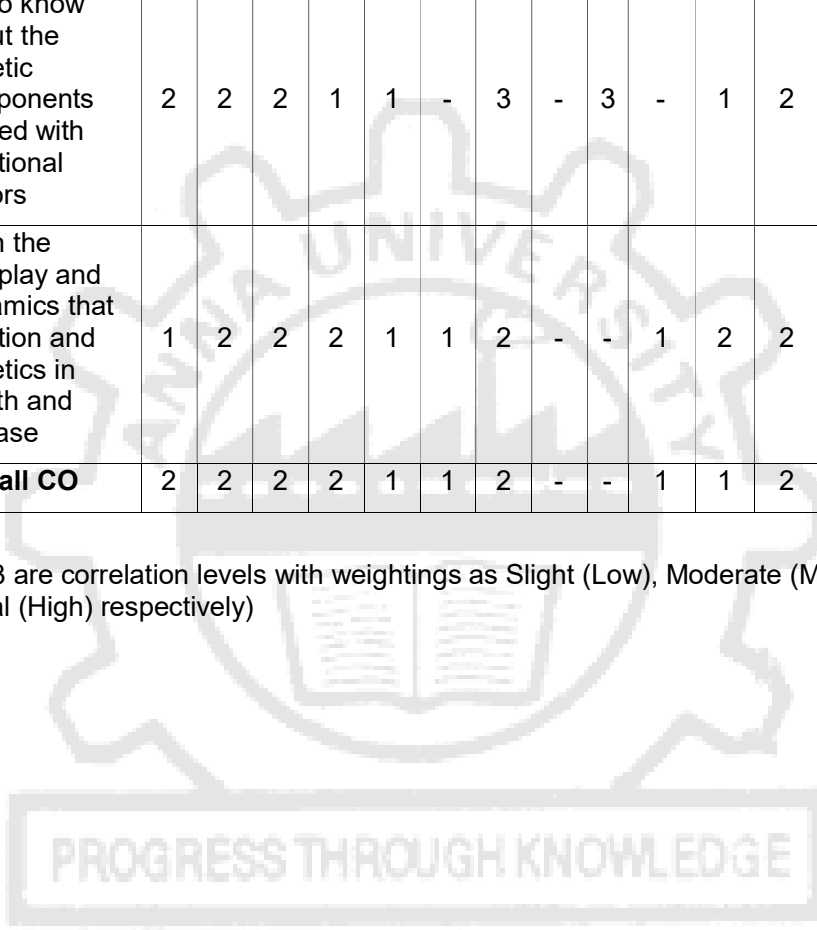 o know
ut the
etic
ponents
ed with
tional
ors
2 2 2 1 1 - 3 - 3 - 1 2
n the
play and
amics that
tion and
etics in
th and
ease
1 2 2 2 1 1 2 - - 1 2 2
all CO 2 2 2 2 1 1 2 - - 1 1 2
3 are correlation levels with weightings as Slight (Low), Moderate (M
al (High) respectively)
ANNA UNIVERSITY
PROGRESS THROUGH KNOWLEDGE